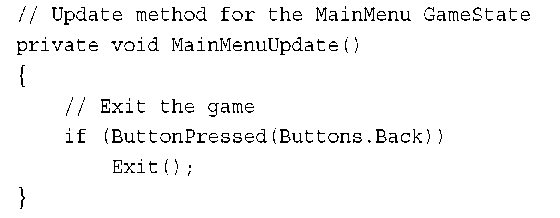 // Update method for the MainMenu GameState
private void MainMenuUpdate()
{
    // Exit the game
    if (ButtonPressed(Buttons.Back))
        Exit();
}